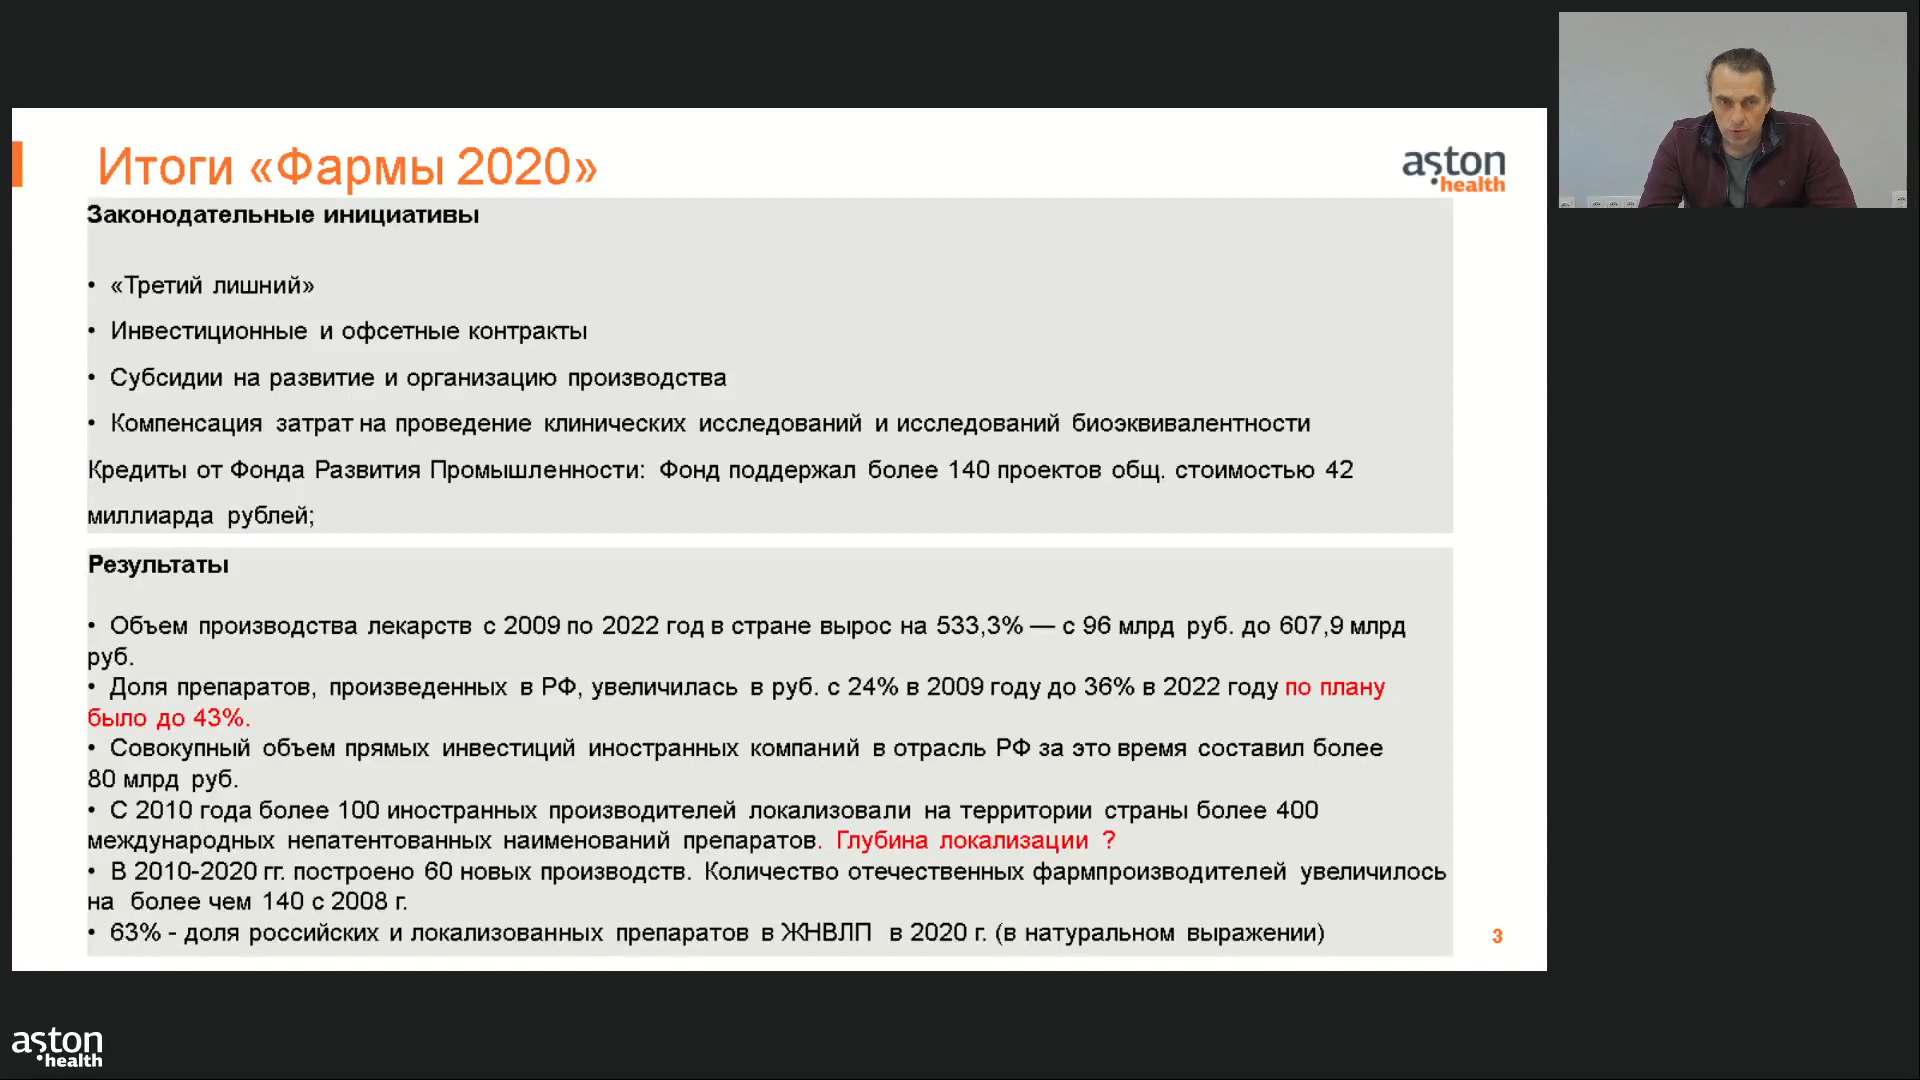 Итоги «Фармы 2020»
aston
health
Законодательные инициативы
• «Третий лишний»
• Инвестиционные и офсетные контракты
• Субсидии на развитие и организацию производства
• Компенсация затрат на проведение клинических исследований и исследований биоэквивалентности
Кредиты от Фонда Развития Промышленности: Фонд поддержал более 140 проектов общ. стоимостью 42
миллиарда рублей;
Результаты
• Объем производства лекарств с 2009 по 2022 год в стране вырос на 533,3% — с 96 млрд руб. до 607,9 млрд
руб.
• Доля препаратов, произведенных в РФ, увеличилась в руб. с 24% в 2009 году до 36% в 2022 году по плану
было до 43%.
• Совокупный объем прямых инвестиций иностранных компаний в отрасль РФ за это время составил более
80 млрд руб.
• С 2010 года более 100 иностранных производителей локализовали на территории страны более 400
международных непатентованных наименований препаратов. Глубина локализации ?
• В 2010-2020 гг. построено 60 новых производств. Количество отечественных фармпроизводителей увеличилось
на более чем 140 с 2008 г.
• 63% - доля российских и локализованных препаратов в ЖНВЛП в 2020 г. (в натуральном выражении)
3
aston
health